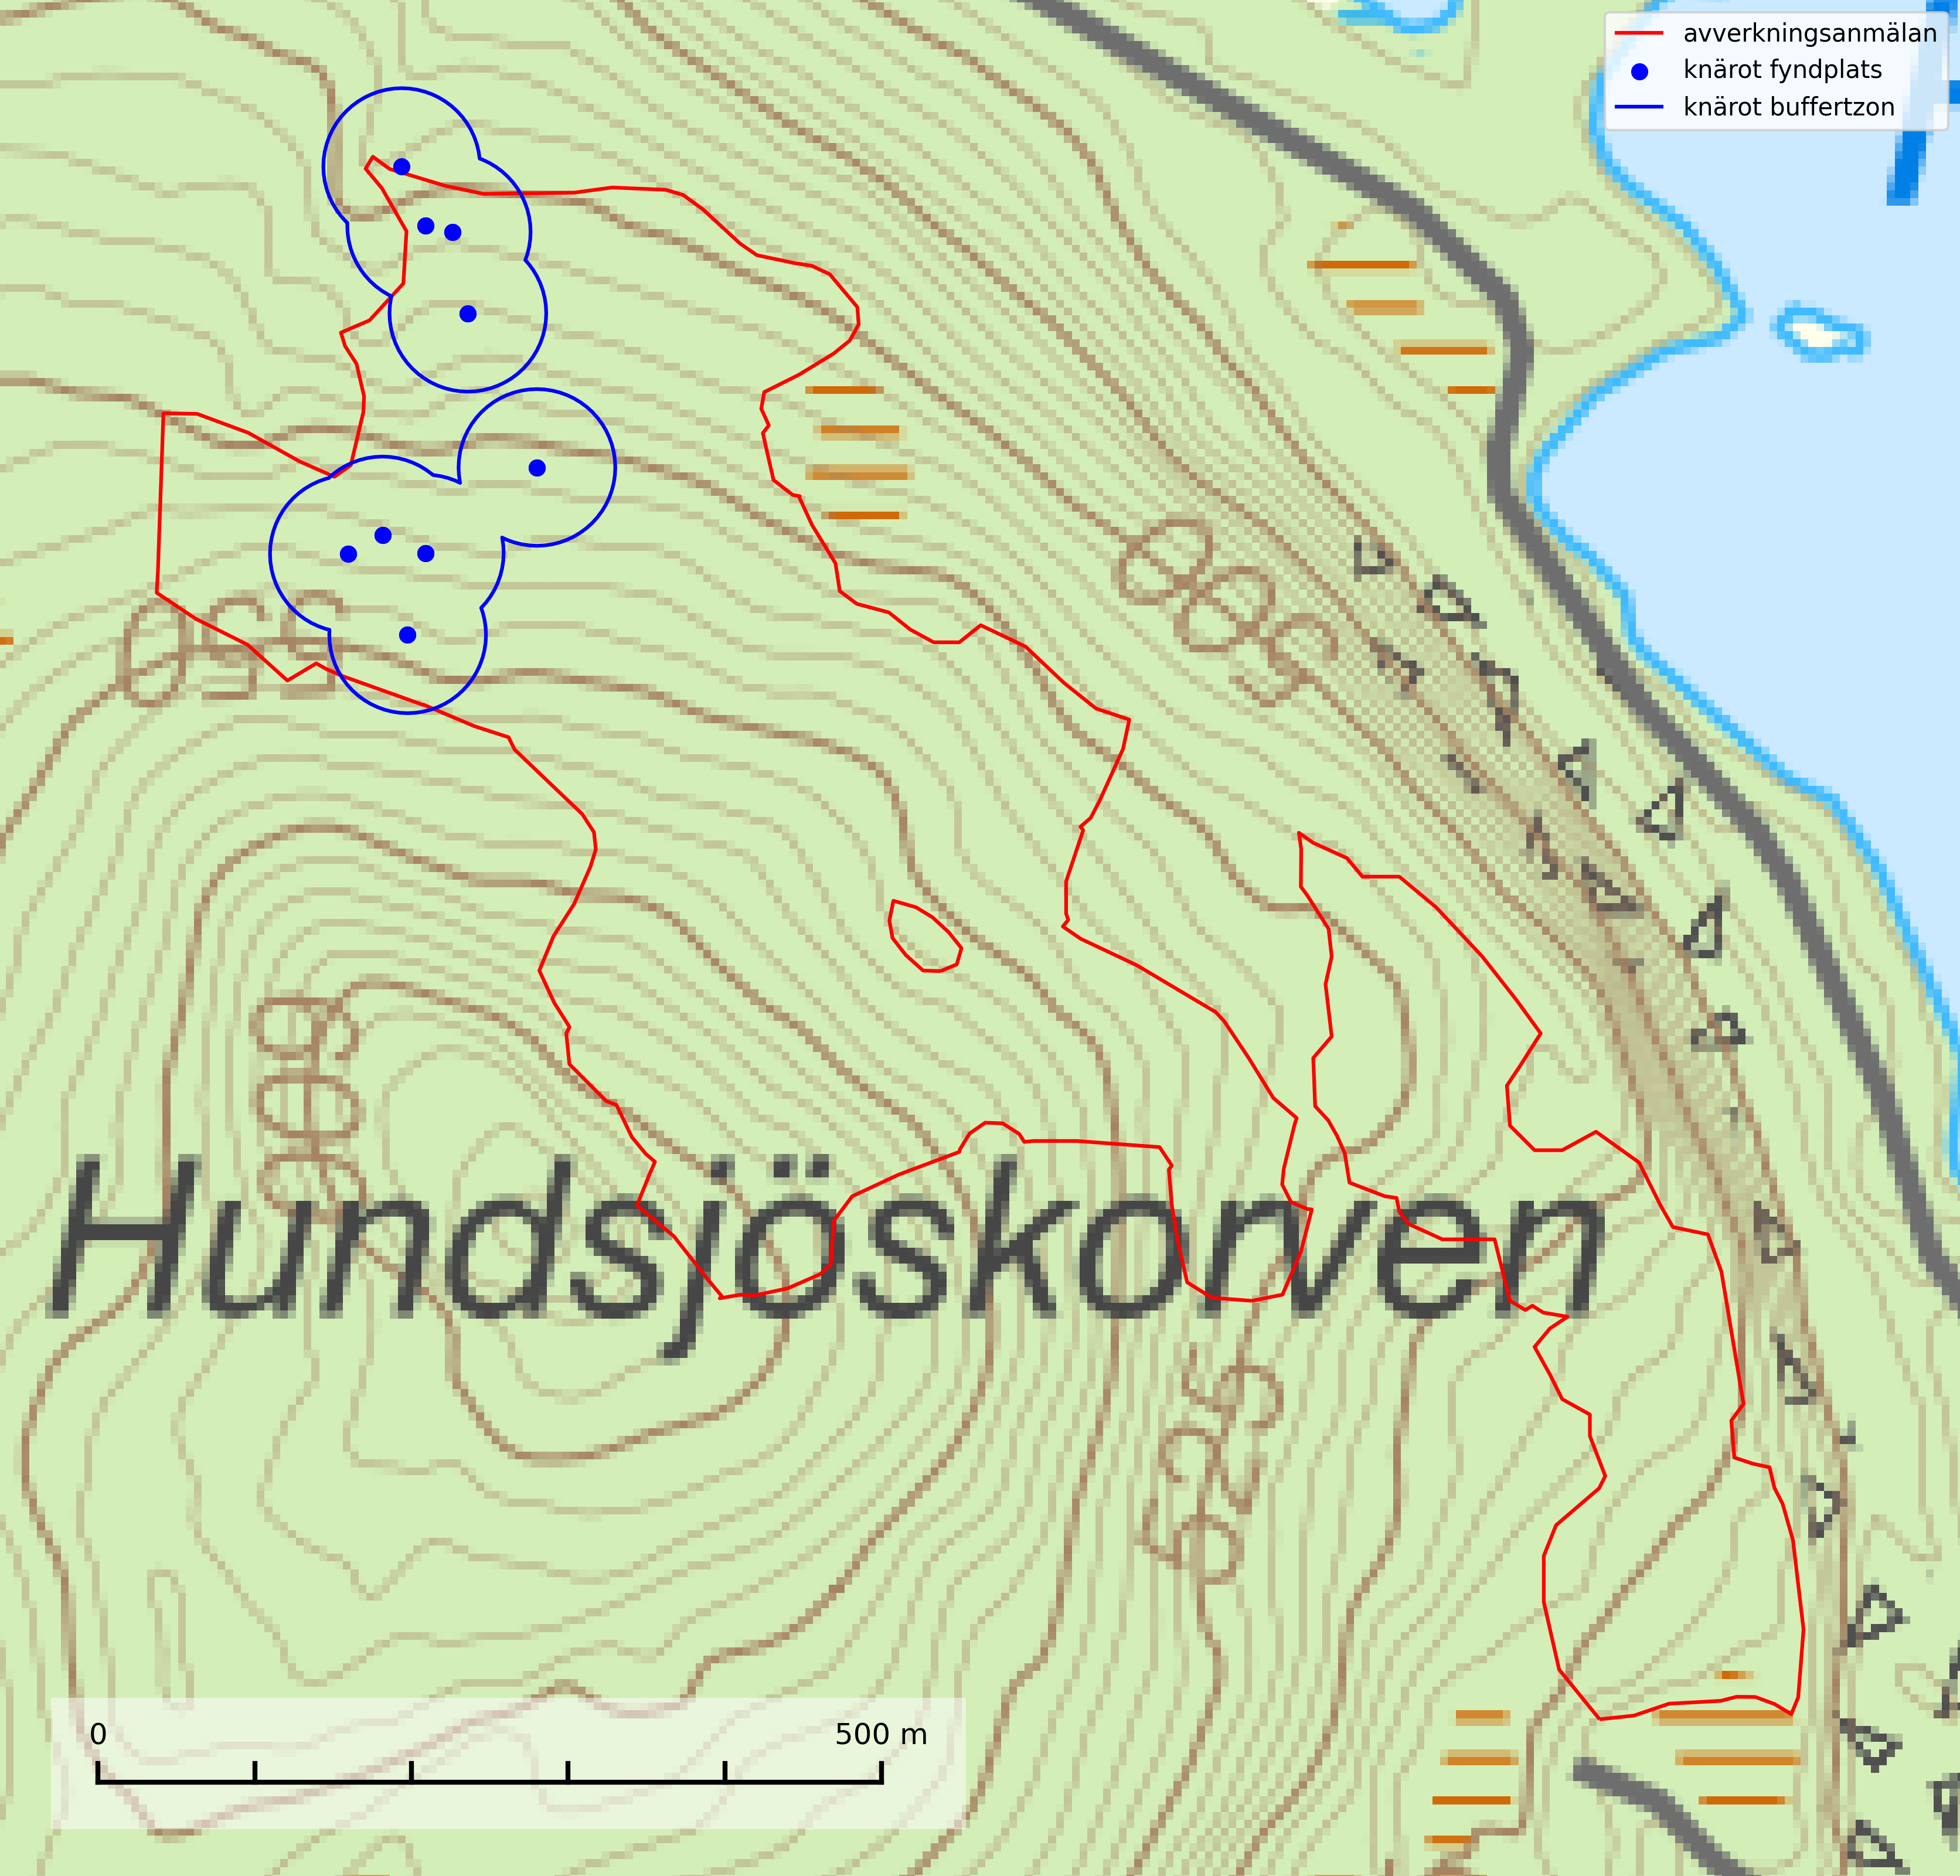 avverkningsanmälan
knärot fyndplats
knärot buffertzon
Hundsjöskorven
0 500 m